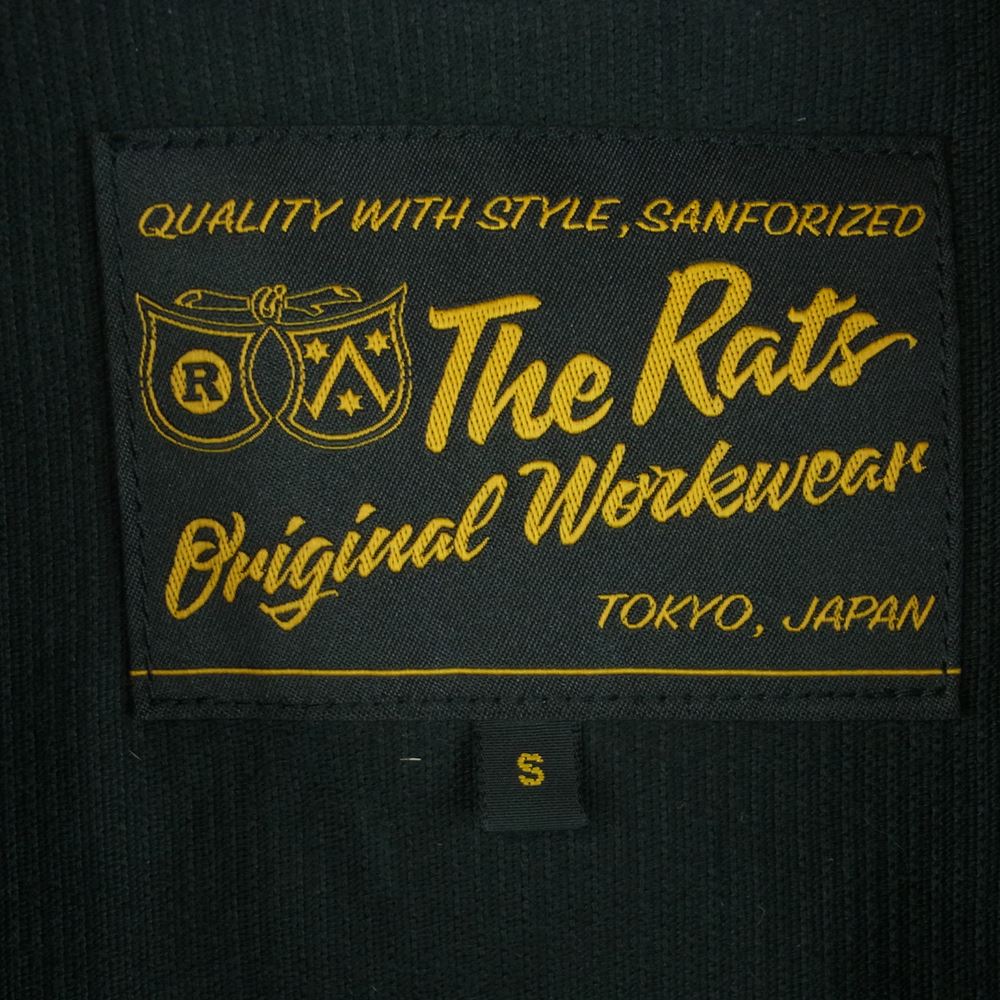 QUALITY WITH STYLE, SANFORIZED
R
The Rats
Original Workwear
TOKYO, JAPAN
S